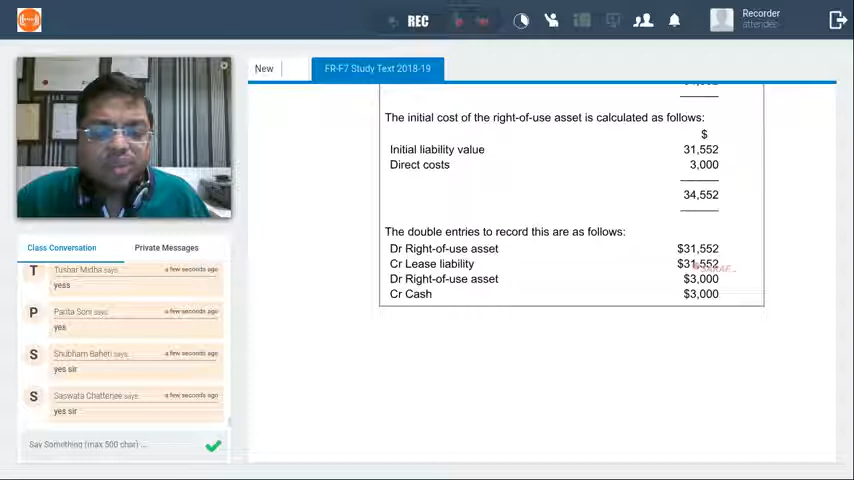 REC
Recorder
attendee
New
FR-F7 Study Text 2018-19
The initial cost of the right-of-use asset is calculated as follows:
$
Initial liability value 31,552
Direct costs 3,000
34,552
The double entries to record this are as follows:
Dr Right-of-use asset $31,552
Cr Lease liability $31,552
Dr Right-of-use asset $3,000
Cr Cash $3,000
Class Conversation Private Messages
T Tushar Midha says: a few seconds ago
yess
P Parita Soni says: a few seconds ago
yes
S Shubham Baheti says: a few seconds ago
yes sir
S Saswata Chatterjee says: a few seconds ago
yes sir
Say Something (max 500 char) ...